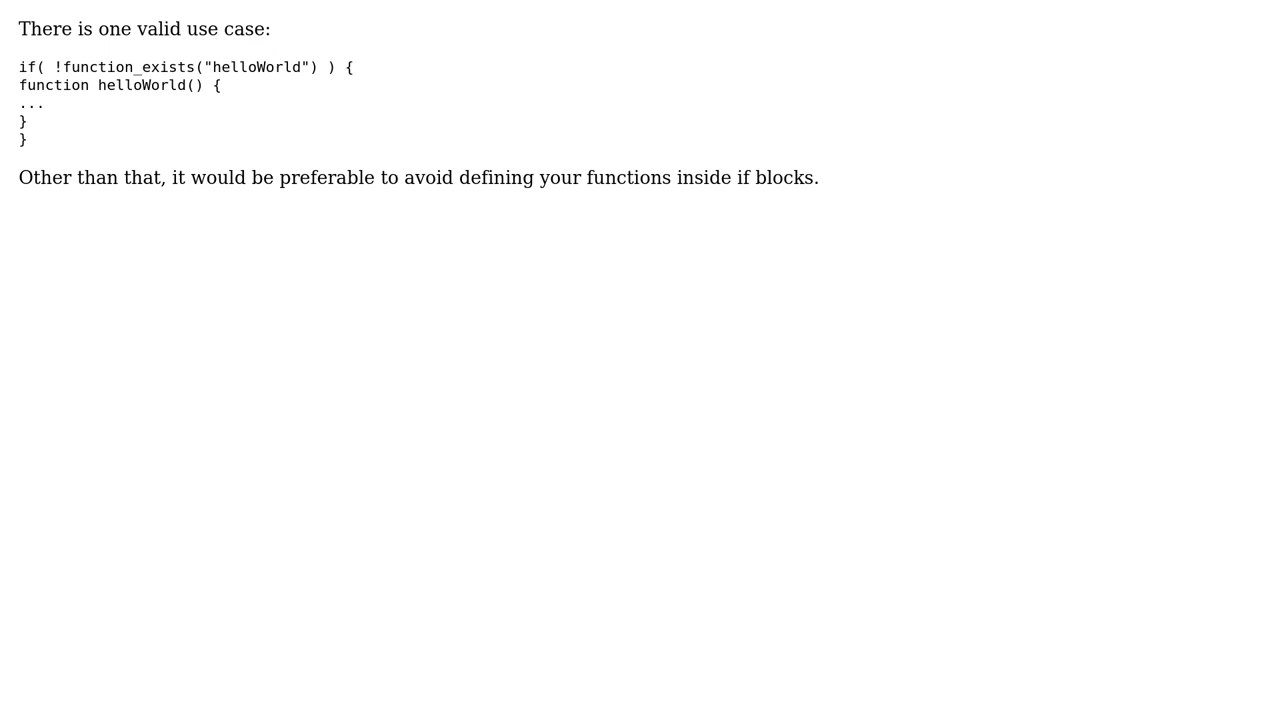 There is one valid use case:
if( !function_exists("helloWorld") ) {
function helloWorld() {
...
}
}
Other than that, it would be preferable to avoid defining your functions inside if blocks.